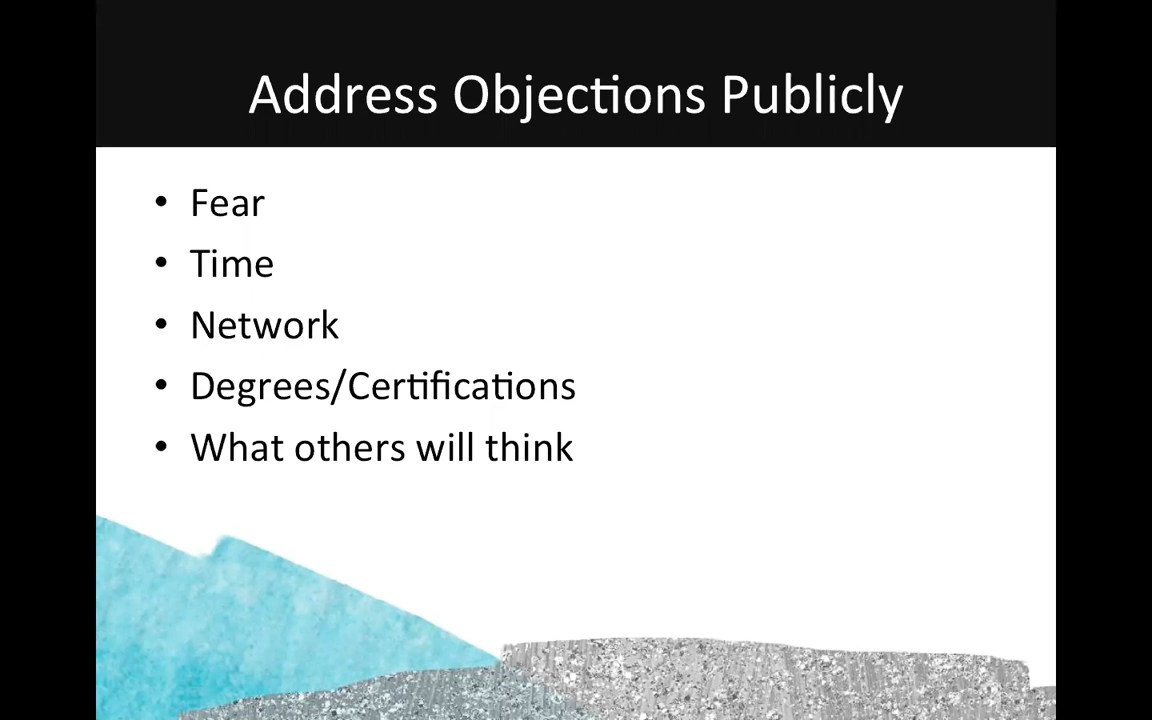 Address Objections Publicly
• Fear
• Time
• Network
• Degrees/Certifications
• What others will think